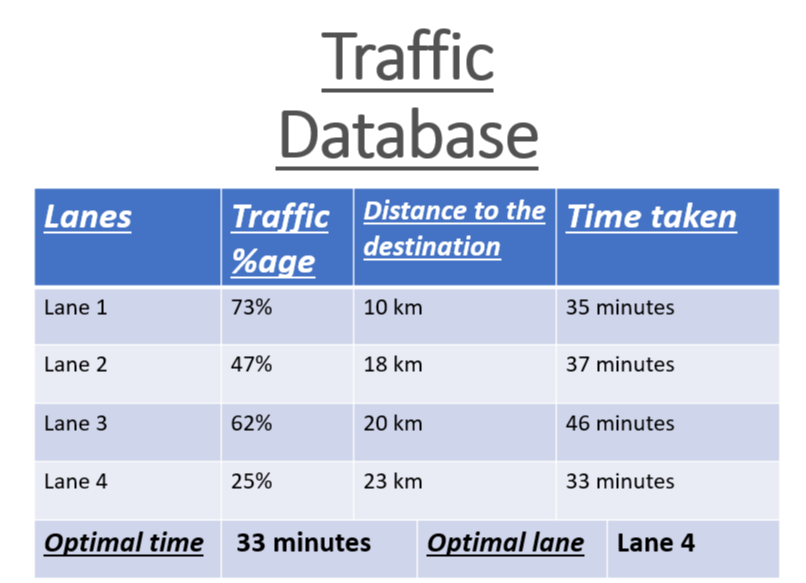 Traffic
Database
Lanes
Traffic
%age
Distance to the
destination
Time taken
Lane 1 73% 10 km 35 minutes
Lane 2 47% 18 km 37 minutes
Lane 3 62% 20 km 46 minutes
Lane 4 25% 23 km 33 minutes
Optimal time 33 minutes Optimal lane Lane 4